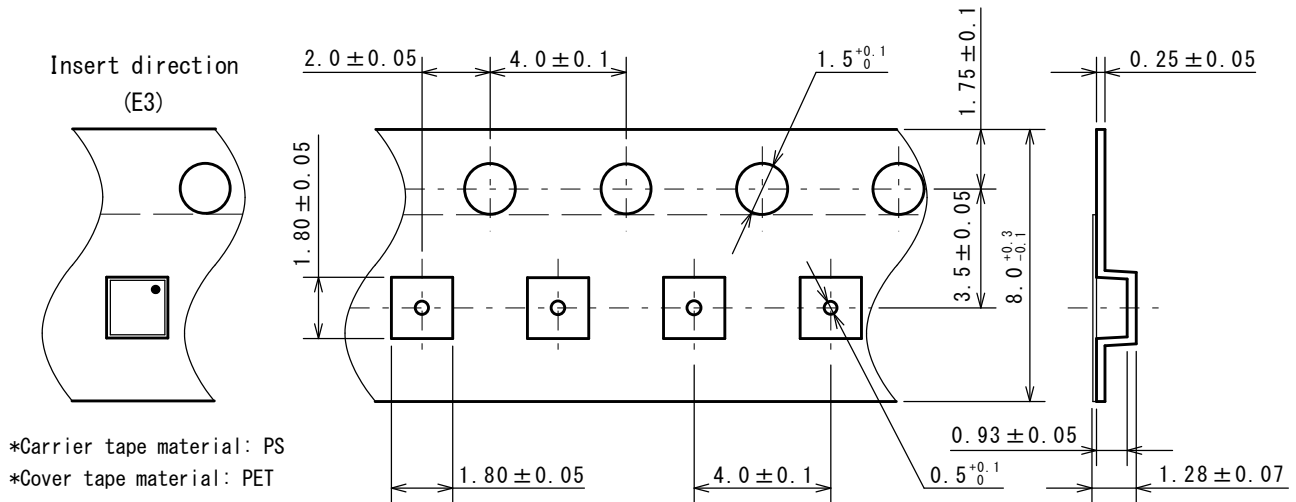 Insert direction
(E3)
2.0±0.05
4.0±0.1
1.5 +0.1 0
1.75±0.1
0.25±0.05
1.80±0.05
3.5±0.05
8.0 +0.3 -0.1
*Carrier tape material: PS
*Cover tape material: PET
1.80±0.05
4.0±0.1
0.5 +0.1 0
0.93±0.05
1.28±0.07